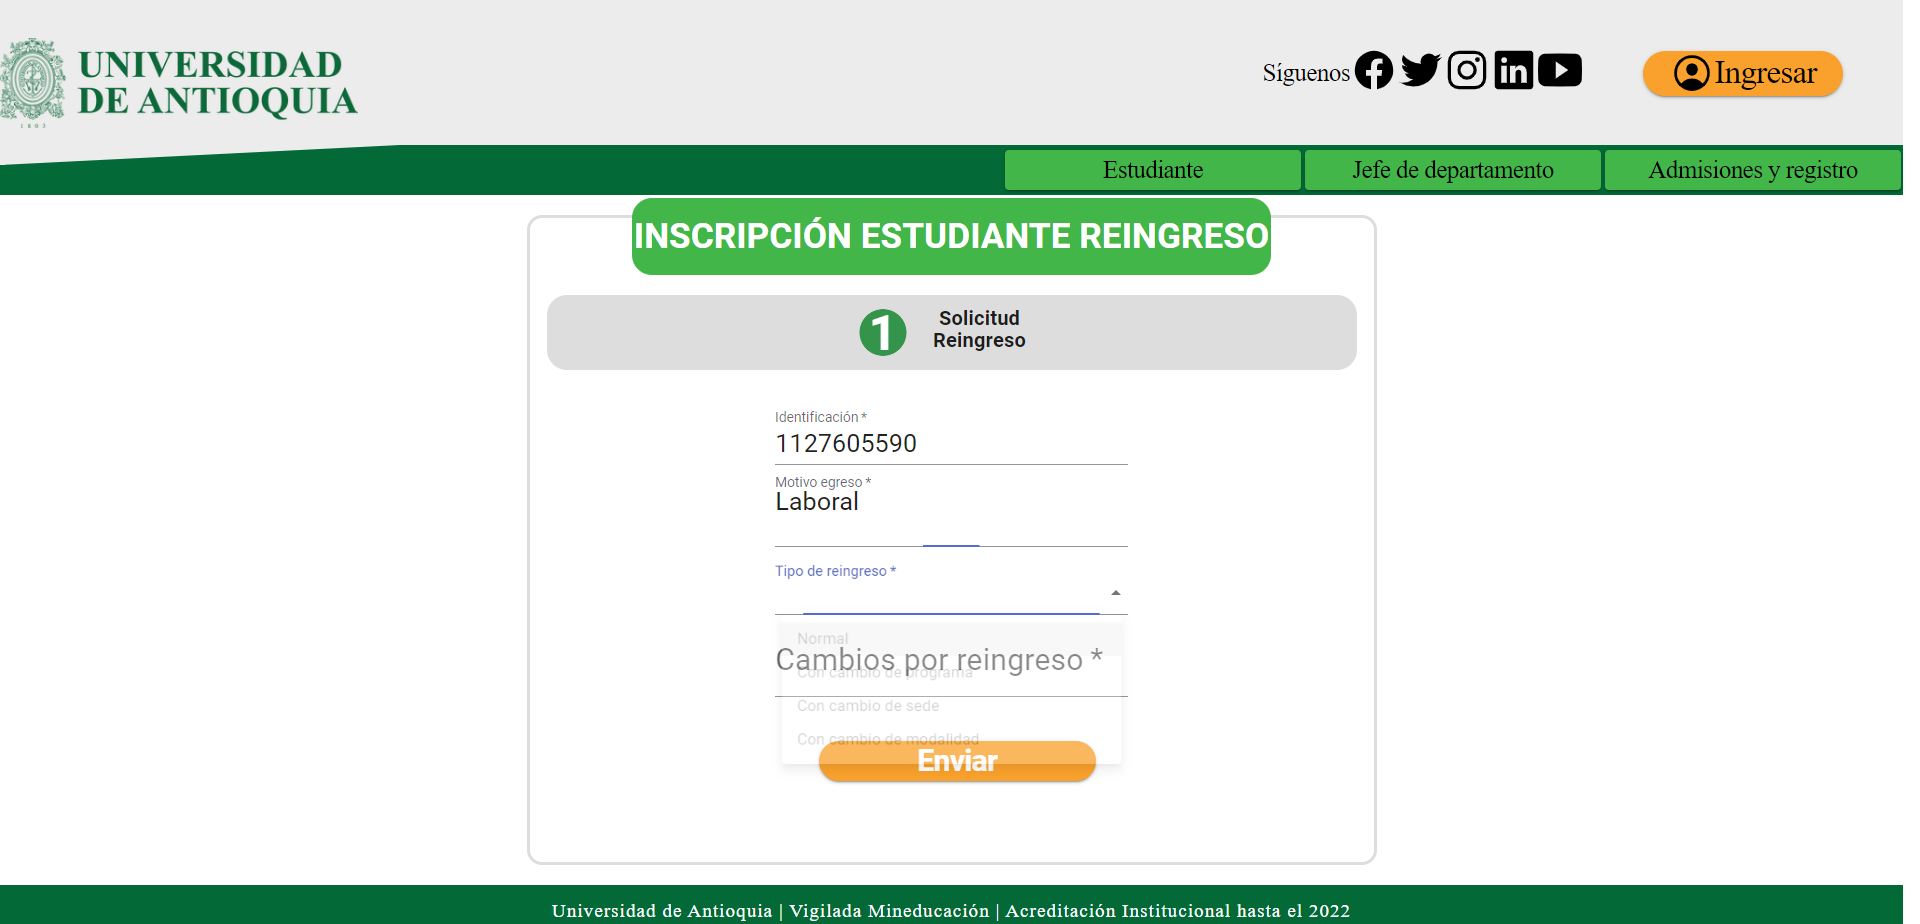 UNIVERSIDAD
DE ANTIOQUIA
1803
Síguenos
Ingresar
Estudiante
Jefe de departamento
Admisiones y registro
INSCRIPCIÓN ESTUDIANTE REINGRESO
1
Solicitud
Reingreso
Identificación *
1127605590
Motivo egreso *
Laboral
Tipo de reingreso *
Normal
Cambios por reingreso *
Con cambio de programa
Con cambio de sede
Con cambio de modalidad
Enviar
Universidad de Antioquia | Vigilada Mineducación | Acreditación Institucional hasta el 2022